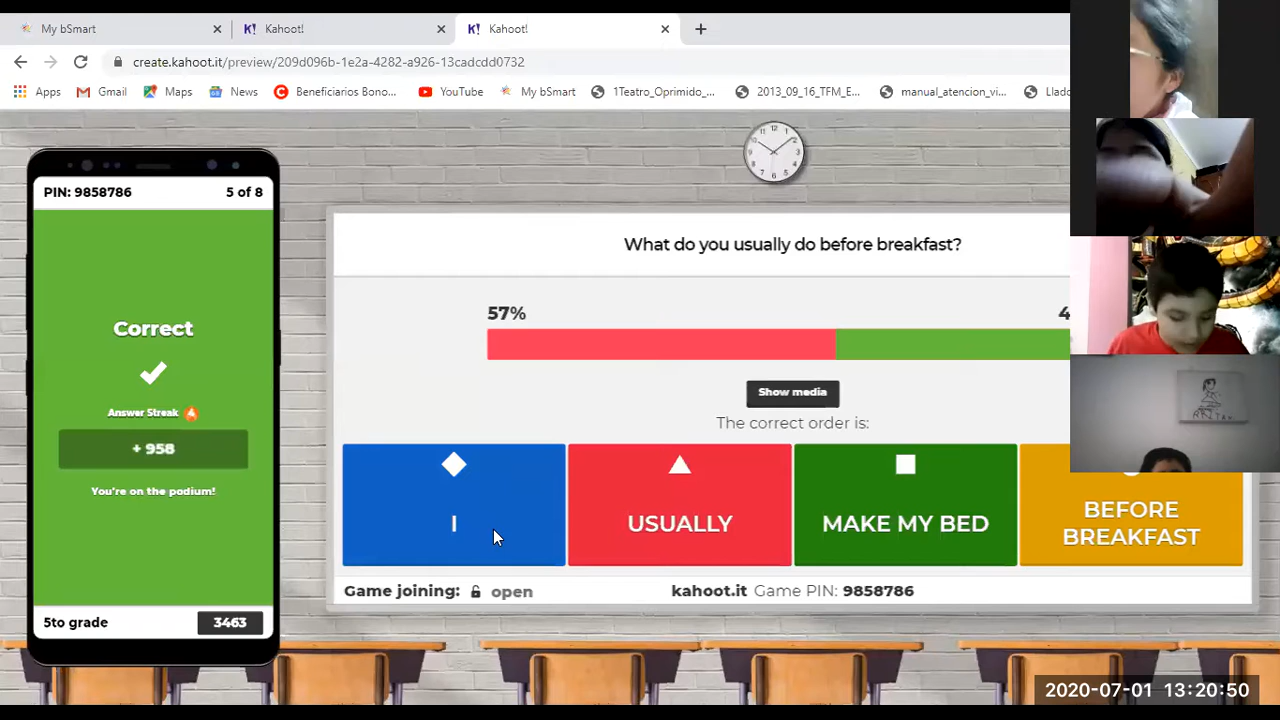 My bSmart
Kahoot!
Kahoot!
create.kahoot.it/preview/209d096b-1e2a-4282-a926-13cadcdd0732
Apps
Gmail
Maps
News
Beneficiarios Bono...
YouTube
My bSmart
1Teatro_Oprimido_...
2013_09_16_TFM_E...
manual_atencion_vi...
Llad
PIN: 9858786
5 of 8
Correct
Answer Streak 4
+ 958
You're on the podium!
5to grade
3463
What do you usually do before breakfast?
57%
4
Show media
The correct order is:
I
USUALLY
MAKE MY BED
BEFORE
BREAKFAST
Game joining: open
kahoot.it Game PIN: 9858786
2020-07-01 13:20:50